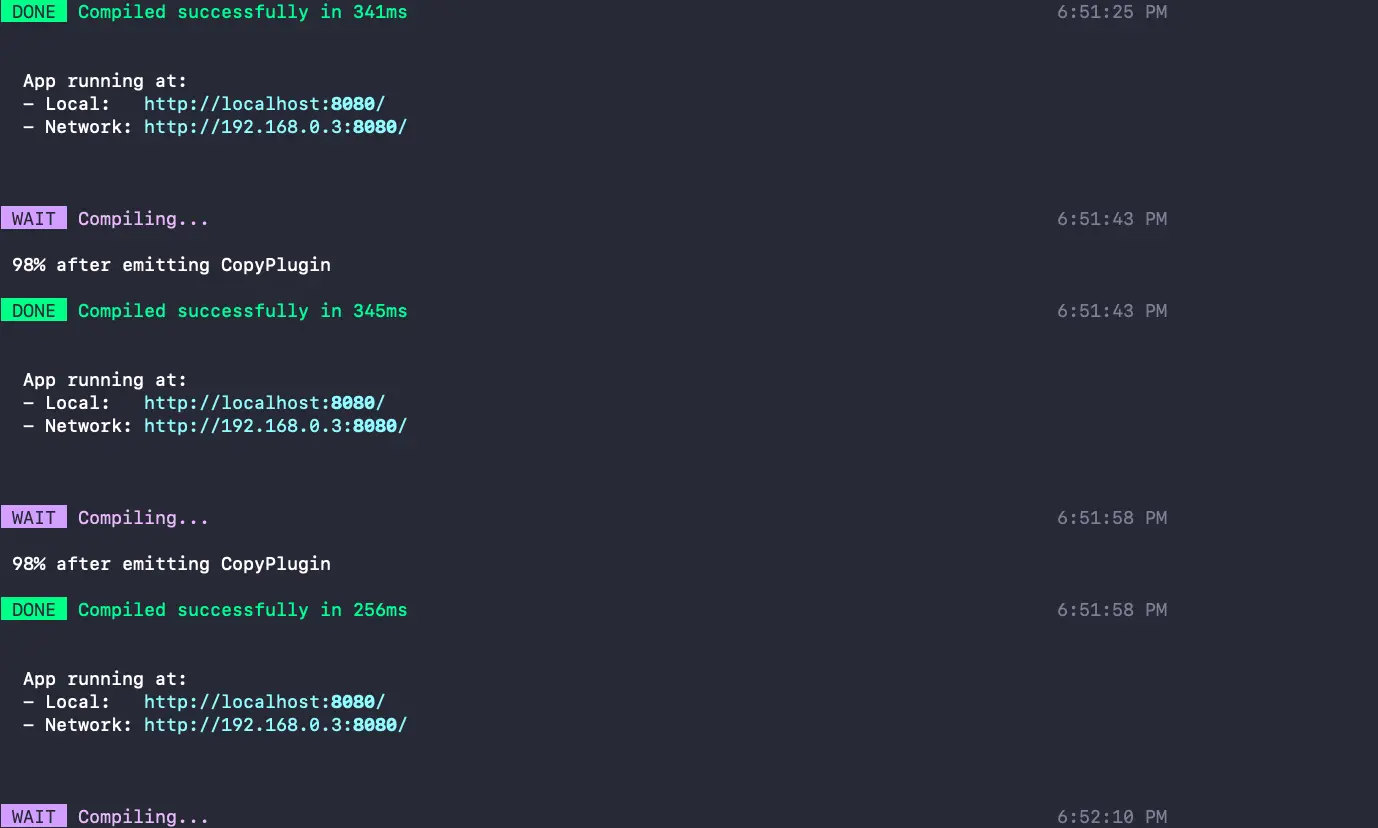 DONE Compiled successfully in 341ms 6:51:25 PM
App running at:
- Local: http://localhost:8080/
- Network: http://192.168.0.3:8080/
WAIT Compiling... 6:51:43 PM
98% after emitting CopyPlugin
DONE Compiled successfully in 345ms 6:51:43 PM
App running at:
- Local: http://localhost:8080/
- Network: http://192.168.0.3:8080/
WAIT Compiling... 6:51:58 PM
98% after emitting CopyPlugin
DONE Compiled successfully in 256ms 6:51:58 PM
App running at:
- Local: http://localhost:8080/
- Network: http://192.168.0.3:8080/
WAIT Compiling... 6:52:10 PM